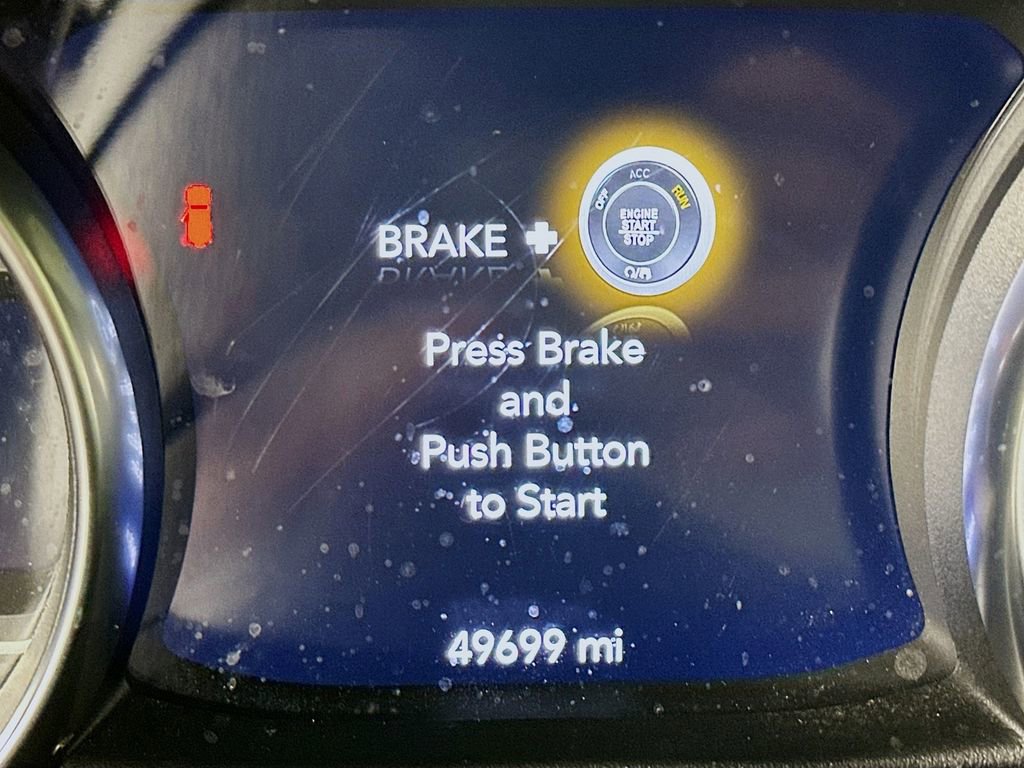 ACC
OFF
RUN
ENGINE
START
STOP
BRAKE +
Press Brake
and
Push Button
to Start
49699 mi